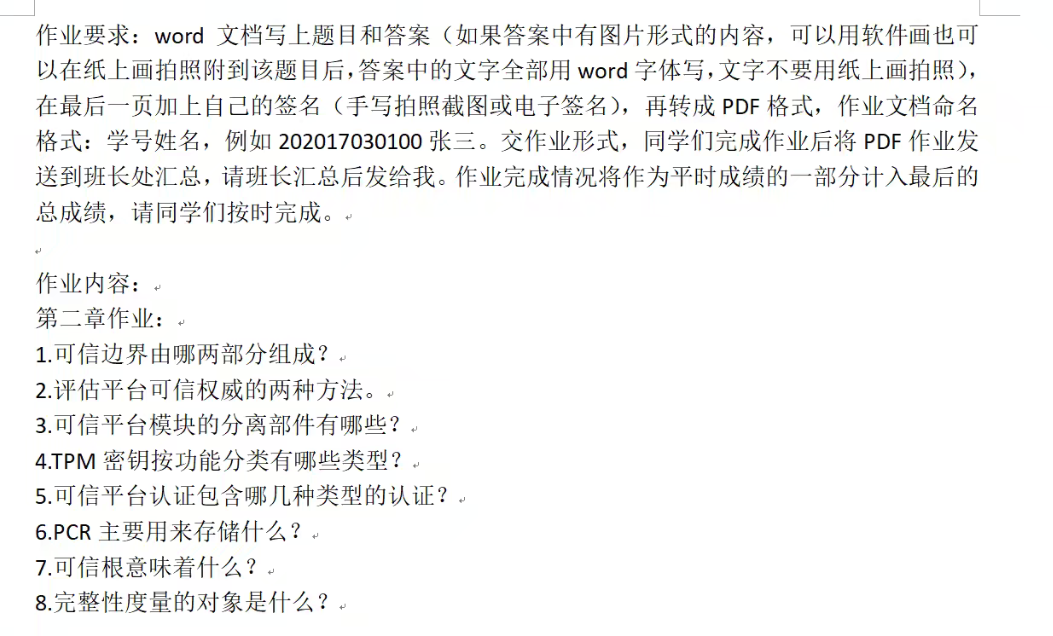 作业要求：word 文档写上题目和答案（如果答案中有图片形式的内容，可以用软件画也可
以在纸上画拍照附到该题目后，答案中的文字全部用 word 字体写，文字不要用纸上画拍照），
在最后一页加上自己的签名（手写拍照截图或电子签名），再转成 PDF 格式，作业文档命名
格式：学号姓名，例如 202017030100 张三。交作业形式，同学们完成作业后将 PDF 作业发
送到班长处汇总，请班长汇总后发给我。作业完成情况将作为平时成绩的一部分计入最后的
总成绩，请同学们按时完成。
作业内容：
第二章作业：
1.可信边界由哪两部分组成？
2.评估平台可信权威的两种方法。
3.可信平台模块的分离部件有哪些？
4.TPM 密钥按功能分类有哪些类型？
5.可信平台认证包含哪几种类型的认证？
6.PCR 主要用来存储什么？
7.可信根意味着什么？
8.完整性度量的对象是什么？